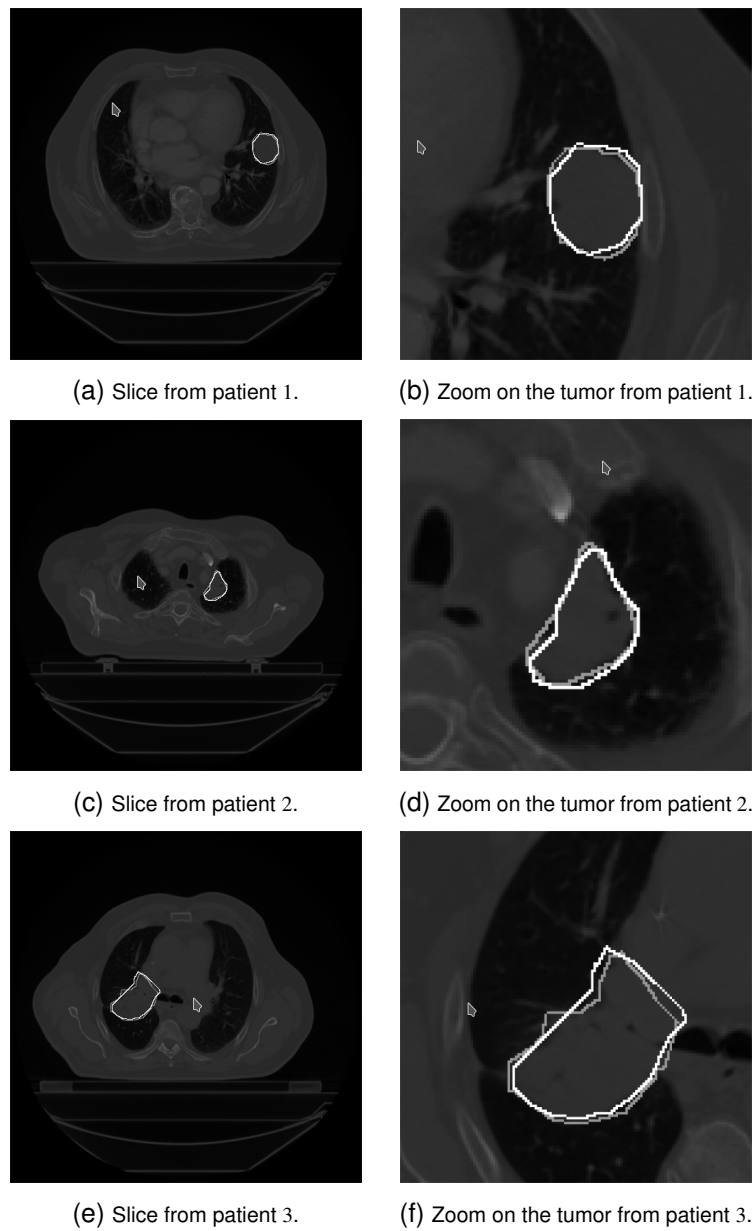 (a) Slice from patient 1.
(b) Zoom on the tumor from patient 1.
(c) Slice from patient 2.
(d) Zoom on the tumor from patient 2.
(e) Slice from patient 3.
(f) Zoom on the tumor from patient 3.